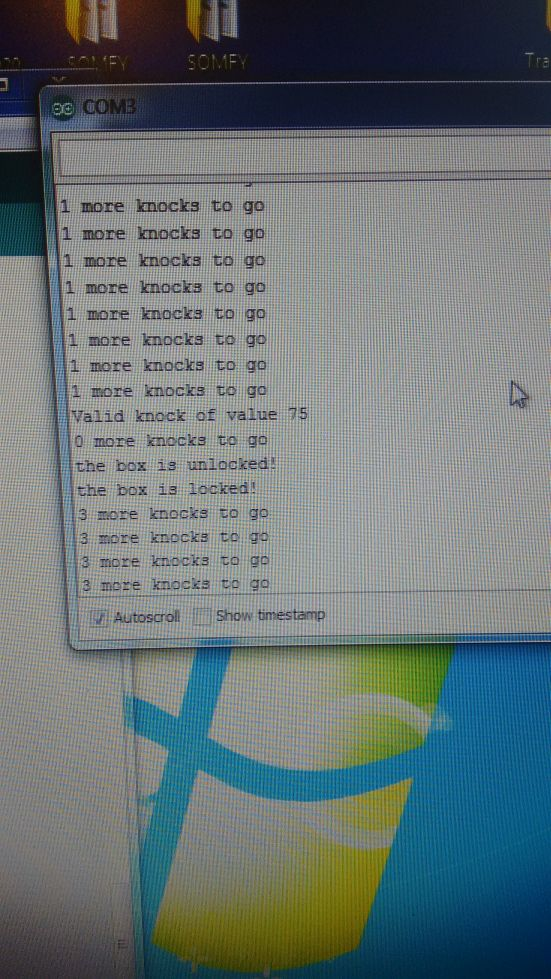 SOMFY
SOMFY
Tra
COM3
1 more knocks to go
1 more knocks to go
1 more knocks to go
1 more knocks to go
1 more knocks to go
1 more knocks to go
1 more knocks to go
1 more knocks to go
Valid knock of value 75
0 more knocks to go
the box is unlocked!
the box is locked!
3 more knocks to go
3 more knocks to go
3 more knocks to go
3 more knocks to go
Autoscroll Show timestamp